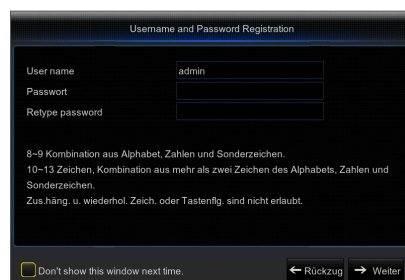 Username and Password Registration
User name
admin
Passwort
Retype password
8~9 Kombination aus Alphabet, Zahlen und Sonderzeichen.
10~13 Zeichen, Kombination aus mehr als zwei Zeichen des Alphabets, Zahlen und
Sonderzeichen.
Zus.häng. u. wiederhol. Zeich. oder Tastenflg. sind nicht erlaubt.
Don't show this window next time.
← Rückzug → Weiter